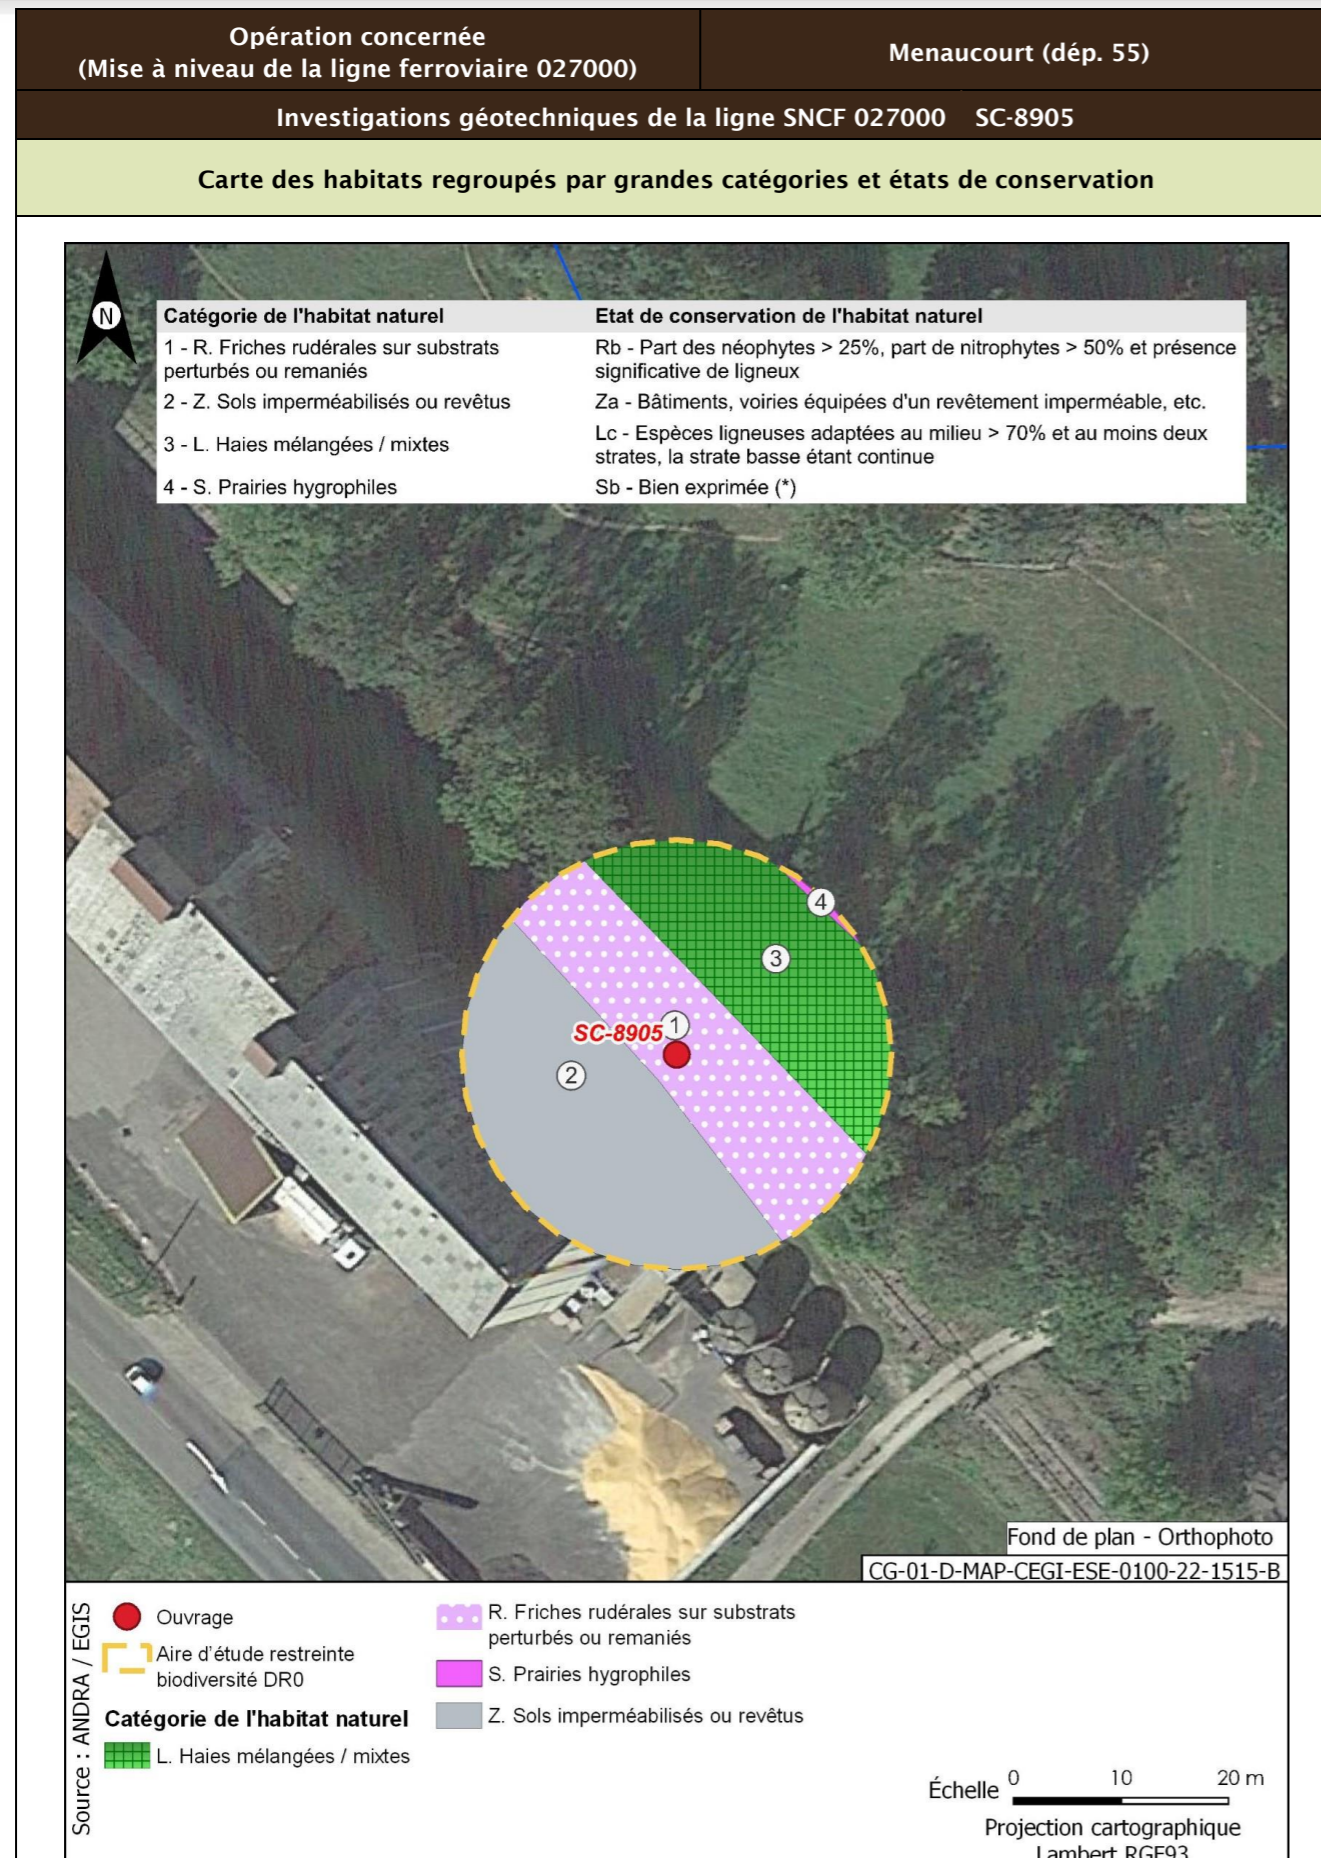 Opération concernée
(Mise à niveau de la ligne ferroviaire 027000)
Menaucourt (dép. 55)
Investigations géotechniques de la ligne SNCF 027000 SC-8905
Carte des habitats regroupés par grandes catégories et états de conservation
N
Catégorie de l'habitat naturel
Etat de conservation de l'habitat naturel
1 - R. Friches rudérales sur substrats
perturbés ou remaniés
Rb - Part des néophytes > 25%, part de nitrophytes > 50% et présence
significative de ligneux
2 - Z. Sols imperméabilisés ou revêtus
Za - Bâtiments, voiries équipées d'un revêtement imperméable, etc.
3 - L. Haies mélangées / mixtes
Lc - Espèces ligneuses adaptées au milieu > 70% et au moins deux
strates, la strate basse étant continue
4 - S. Prairies hygrophiles
Sb - Bien exprimée (*)
4
3
SC-8905
1
2
Fond de plan - Orthophoto
CG-01-D-MAP-CEGI-ESE-0100-22-1515-B
Source : ANDRA / EGIS
Ouvrage
Aire d'étude restreinte
biodiversité DR0
Catégorie de l'habitat naturel
L. Haies mélangées / mixtes
R. Friches rudérales sur substrats
perturbés ou remaniés
S. Prairies hygrophiles
Z. Sols imperméabilisés ou revêtus
Échelle
0 10 20 m
Projection cartographique
Lambert RGF93